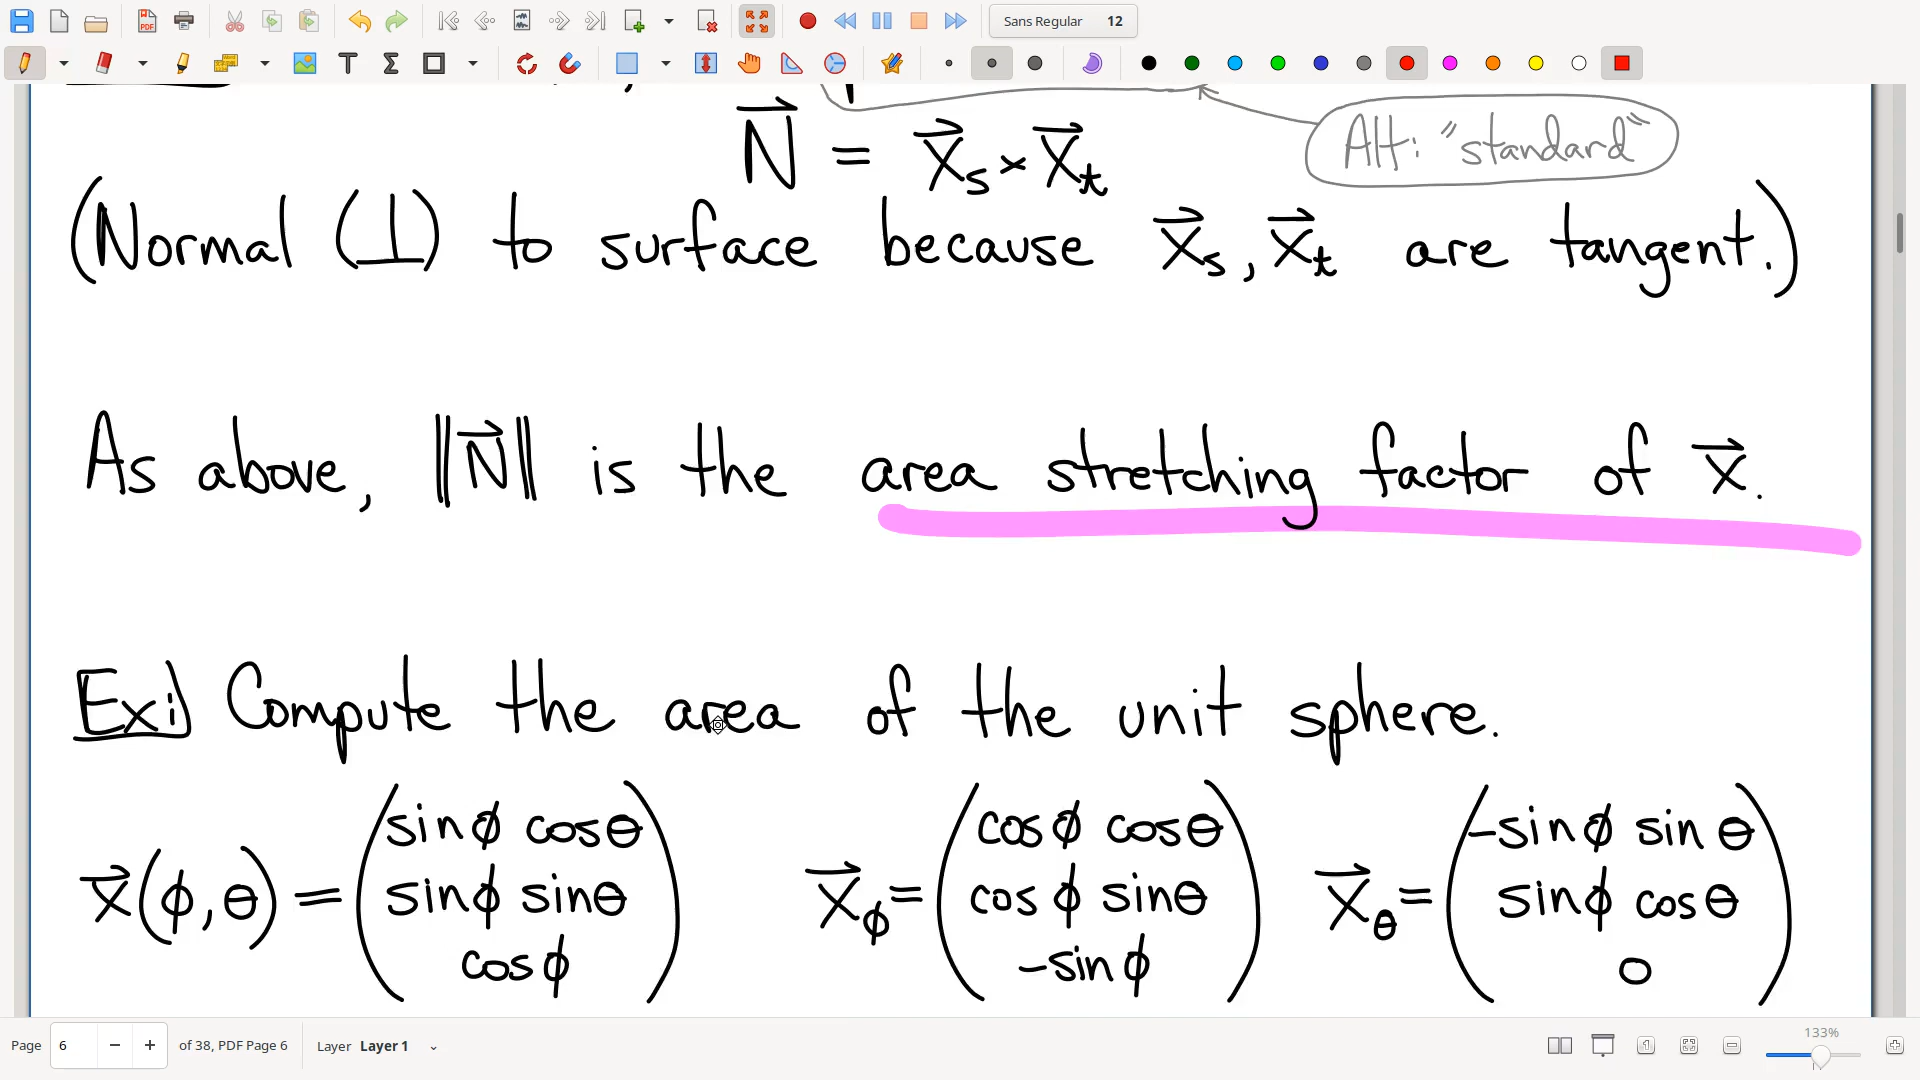 Sans Regular 12
N⃗ = X⃗ₛ × X⃗ₜ
Alt: "standard"
(Normal (⊥) to surface because X⃗ₛ, X⃗ₜ are tangent.)
As above, ‖N⃗‖ is the area stretching factor of X⃗.
Ex: Compute the area of the unit sphere.
X⃗(ϕ,θ) = (sinϕ cosθ, sinϕ sinθ, cosϕ) X⃗_ϕ = (cosϕ cosθ, cosϕ sinθ, -sinϕ) X⃗_θ = (-sinϕ sinθ, sinϕ cosθ, 0)
Page 6 of 38, PDF Page 6 Layer Layer 1 133%